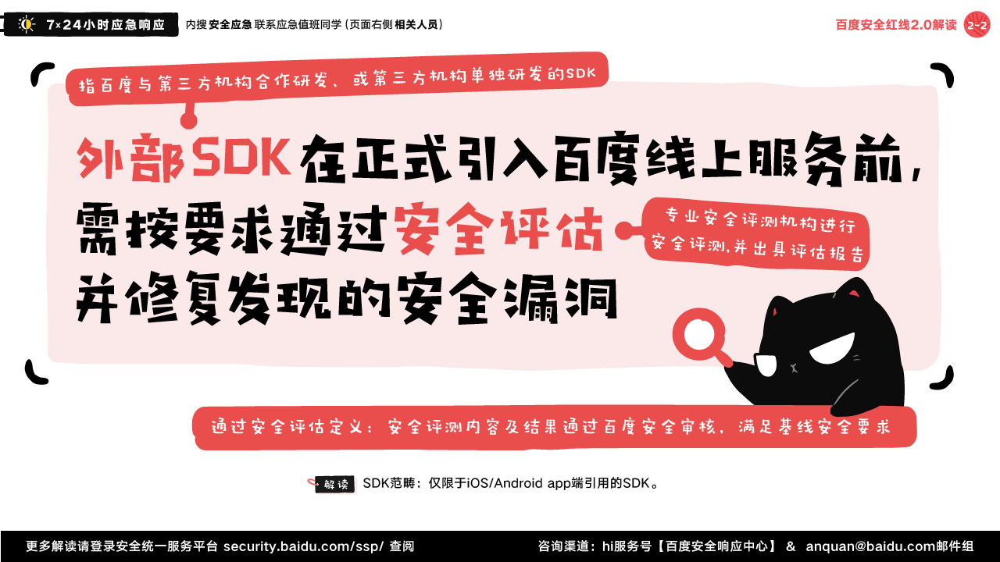 7×24小时应急响应
内搜 安全应急 联系应急值班同学 (页面右侧 相关人员)
百度安全红线2.0解读 2-2
指百度与第三方机构合作研发、或第三方机构单独研发的SDK
外部SDK在正式引入百度线上服务前,
需按要求通过安全评估
专业安全评测机构进行
安全评测,并出具评估报告
并修复发现的安全漏洞
通过安全评估定义：安全评测内容及结果通过百度安全审核，满足基线安全要求
解读 SDK范畴：仅限于iOS/Android app端引用的SDK。
更多解读请登录安全统一服务平台 security.baidu.com/ssp/ 查阅
咨询渠道：hi服务号【百度安全响应中心】 & anquan@baidu.com邮件组